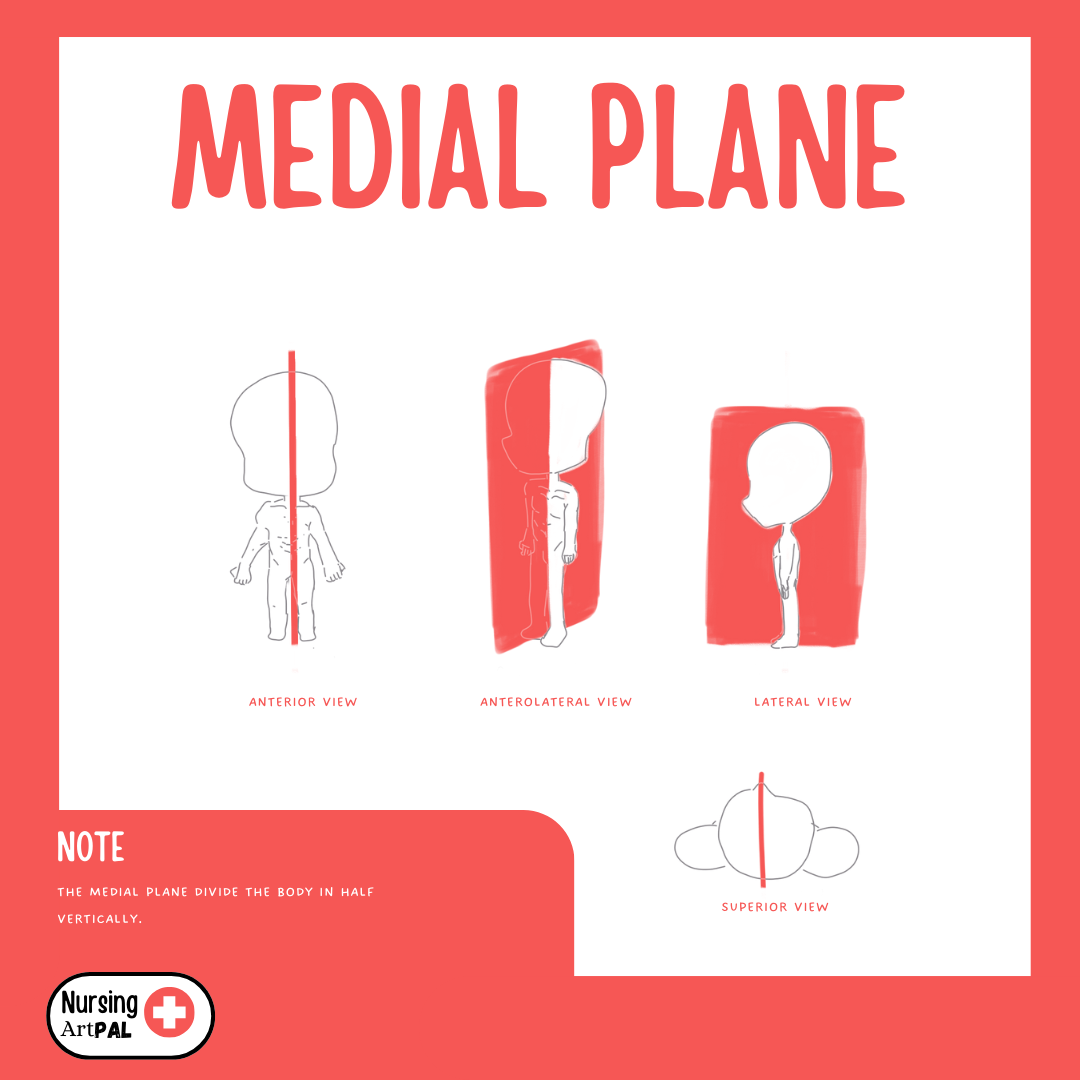 MEDIAL PLANE
ANTERIOR VIEW
ANTEROLATERAL VIEW
LATERAL VIEW
SUPERIOR VIEW
NOTE
THE MEDIAL PLANE DIVIDE THE BODY IN HALF
VERTICALLY.
Nursing
ArtPAL